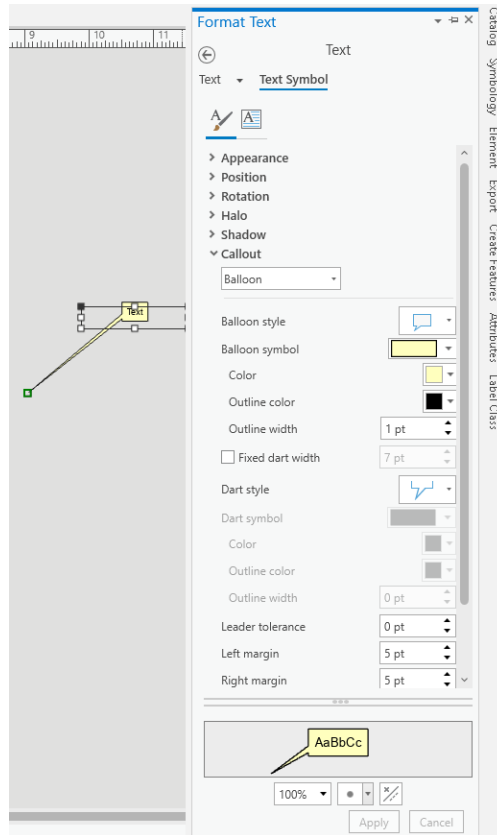 Format Text
Text
Text Text Symbol
Appearance
Position
Rotation
Halo
Shadow
Callout
Balloon
Balloon style
Balloon symbol
Color
Outline color
Outline width 1 pt
Fixed dart width 7 pt
Dart style
Dart symbol
Color
Outline color
Outline width 0 pt
Leader tolerance 0 pt
Left margin 5 pt
Right margin 5 pt
AaBbCc
100%
Apply Cancel
9 10 11
Text
Catalog
Symbology
Element
Export
Create Features
Attributes
Label Class